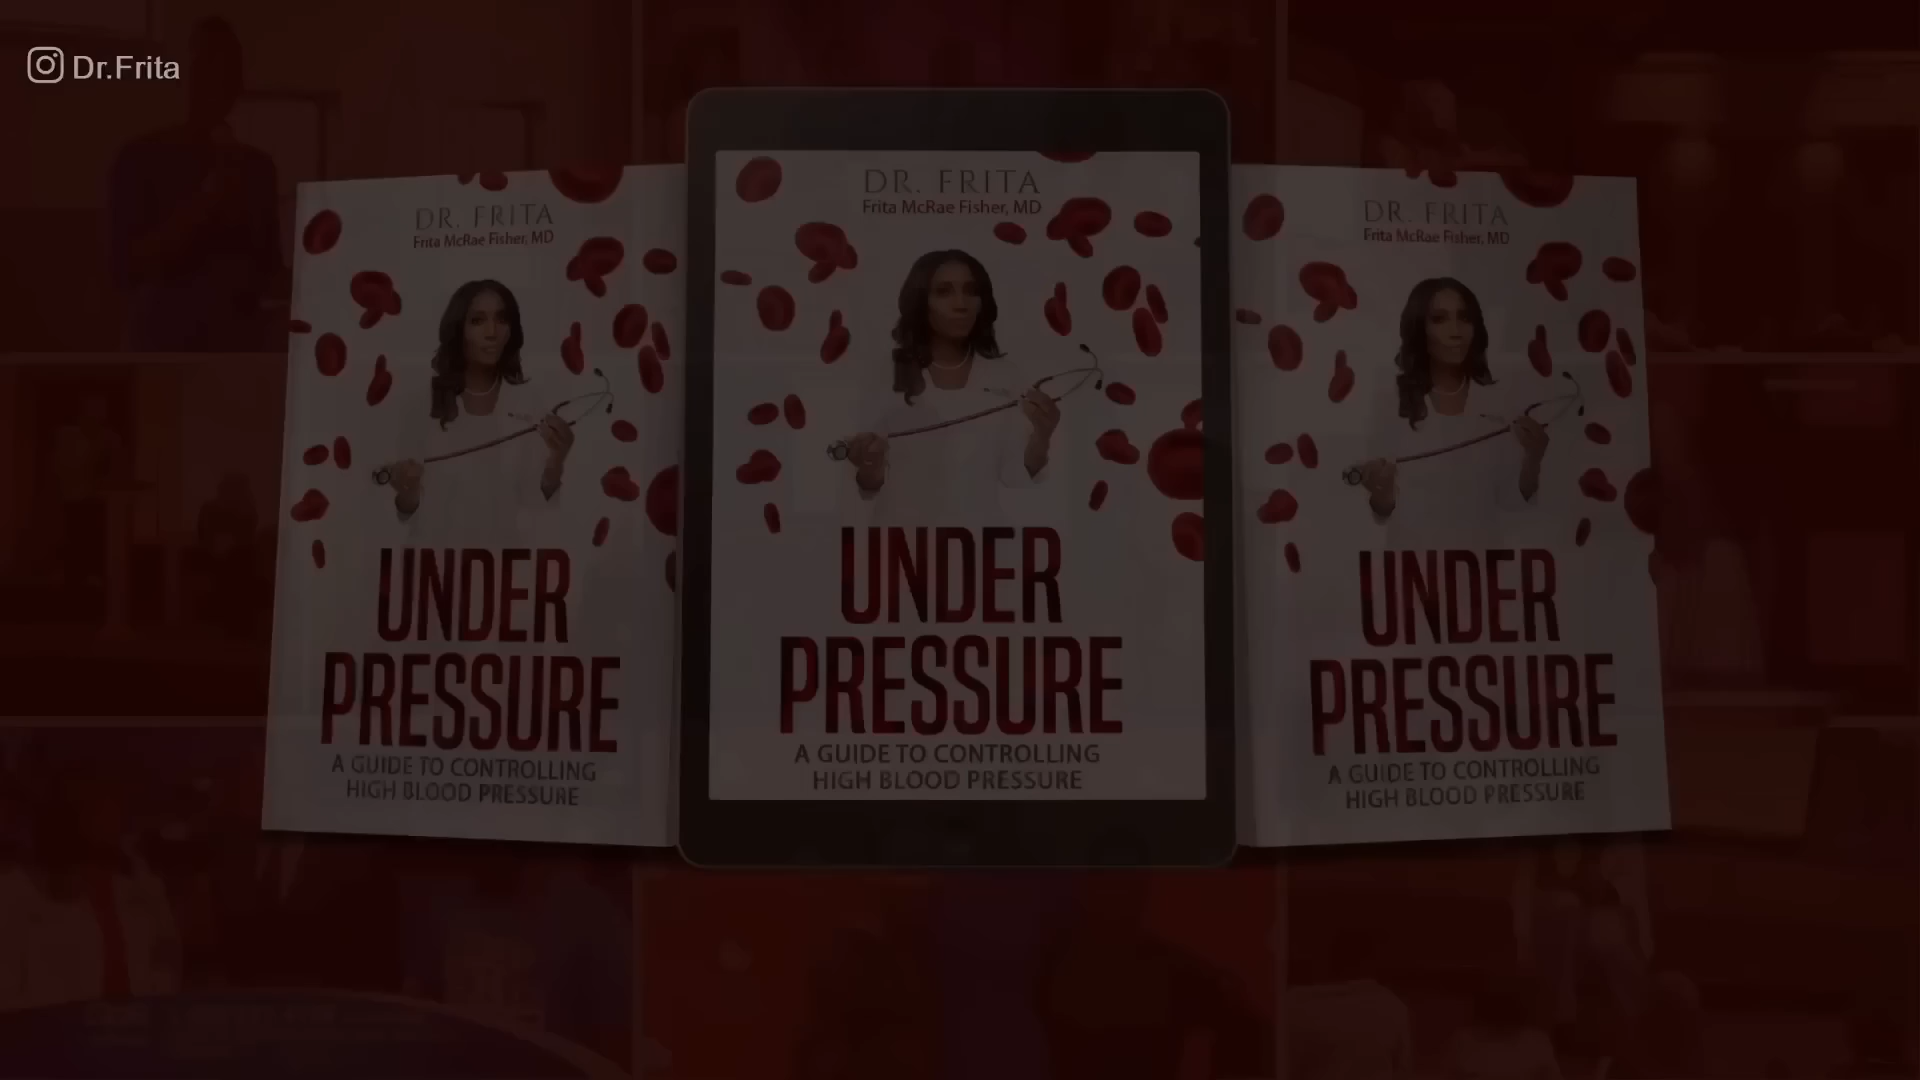 Dr.Frita
DR. FRITA
Frita McRae Fisher, MD
UNDER
PRESSURE
A GUIDE TO CONTROLLING
HIGH BLOOD PRESSURE
DR. FRITA
Frita McRae Fisher, MD
UNDER
PRESSURE
A GUIDE TO CONTROLLING
HIGH BLOOD PRESSURE
DR. FRITA
Frita McRae Fisher, MD
UNDER
PRESSURE
A GUIDE TO CONTROLLING
HIGH BLOOD PRESSURE